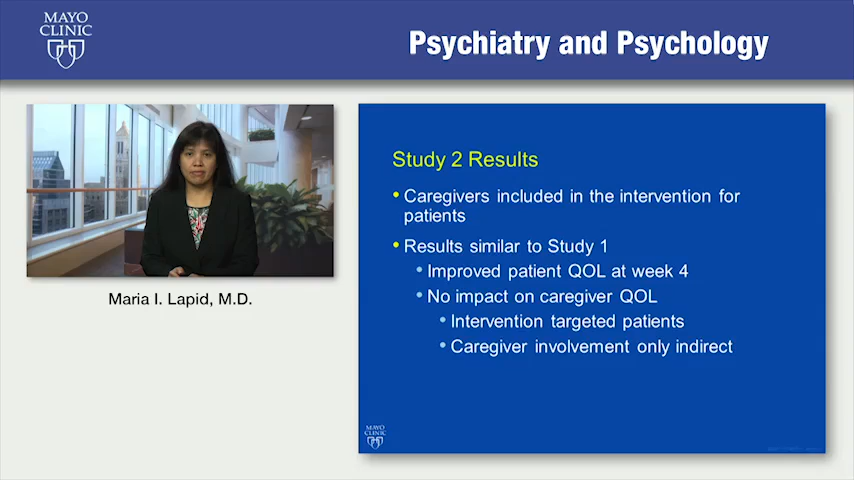 MAYO
CLINIC
Psychiatry and Psychology
Maria I. Lapid, M.D.
Study 2 Results
• Caregivers included in the intervention for
patients
• Results similar to Study 1
• Improved patient QOL at week 4
• No impact on caregiver QOL
• Intervention targeted patients
• Caregiver involvement only indirect
MAYO
CLINIC